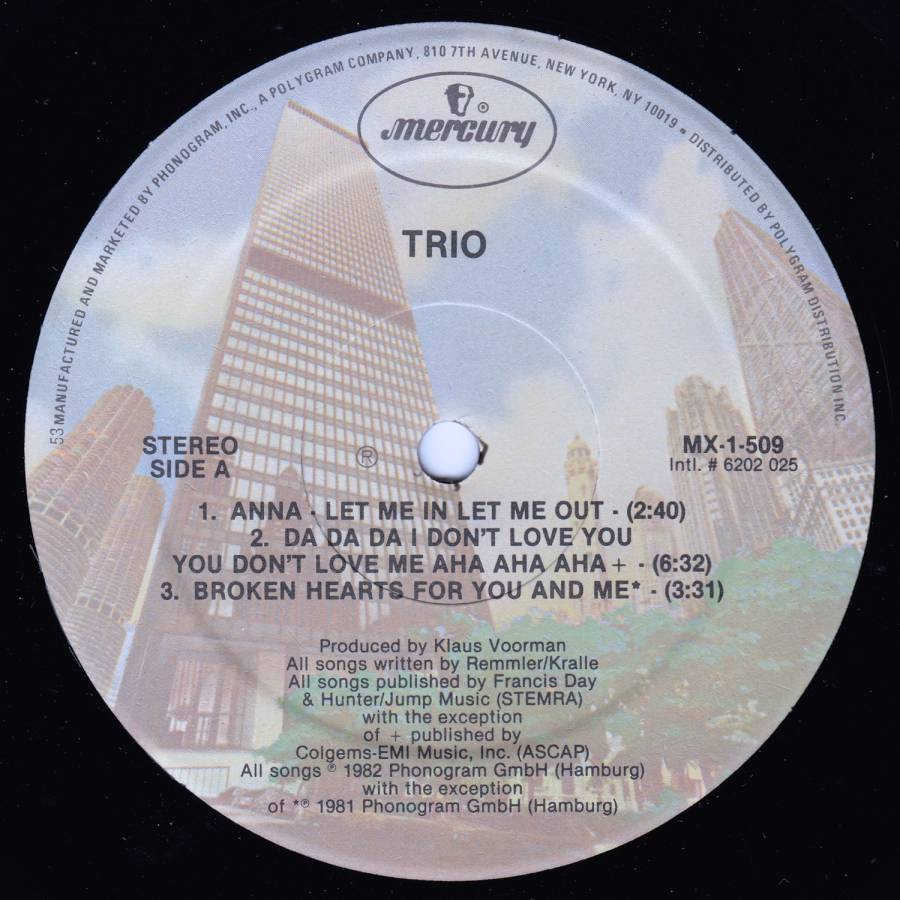 53 MANUFACTURED AND MARKETED BY PHONOGRAM, INC., A POLYGRAM COMPANY, 810 7TH AVENUE, NEW YORK, NY 10019 • DISTRIBUTED BY POLYGRAM DISTRIBUTION INC.
®
mercury
TRIO
STEREO
SIDE A
®
MX-1-509
Intl. # 6202 025
1. ANNA - LET ME IN LET ME OUT - (2:40)
2. DA DA DA I DON'T LOVE YOU
YOU DON'T LOVE ME AHA AHA AHA + - (6:32)
3. BROKEN HEARTS FOR YOU AND ME* - (3:31)
Produced by Klaus Voorman
All songs written by Remmler/Kralle
All songs published by Francis Day
& Hunter/Jump Music (STEMRA)
with the exception
of + published by
Colgems-EMI Music, Inc. (ASCAP)
All songs ℗ 1982 Phonogram GmbH (Hamburg)
with the exception
of *℗ 1981 Phonogram GmbH (Hamburg)